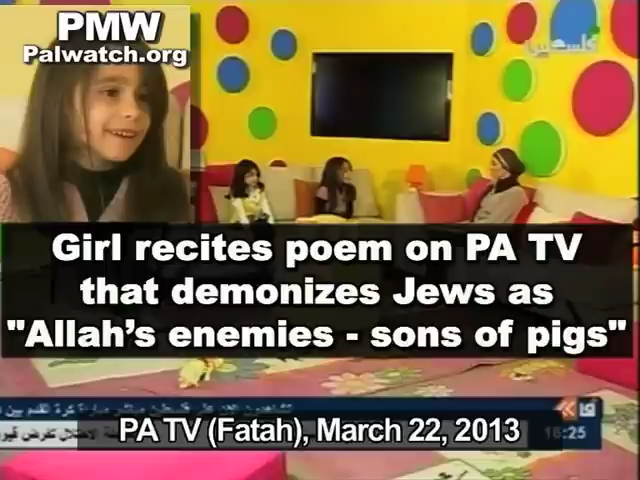 PMW
Palwatch.org
فلسطين
Girl recites poem on PA TV
that demonizes Jews as
"Allah's enemies - sons of pigs"
PA TV (Fatah), March 22, 2013
16:25